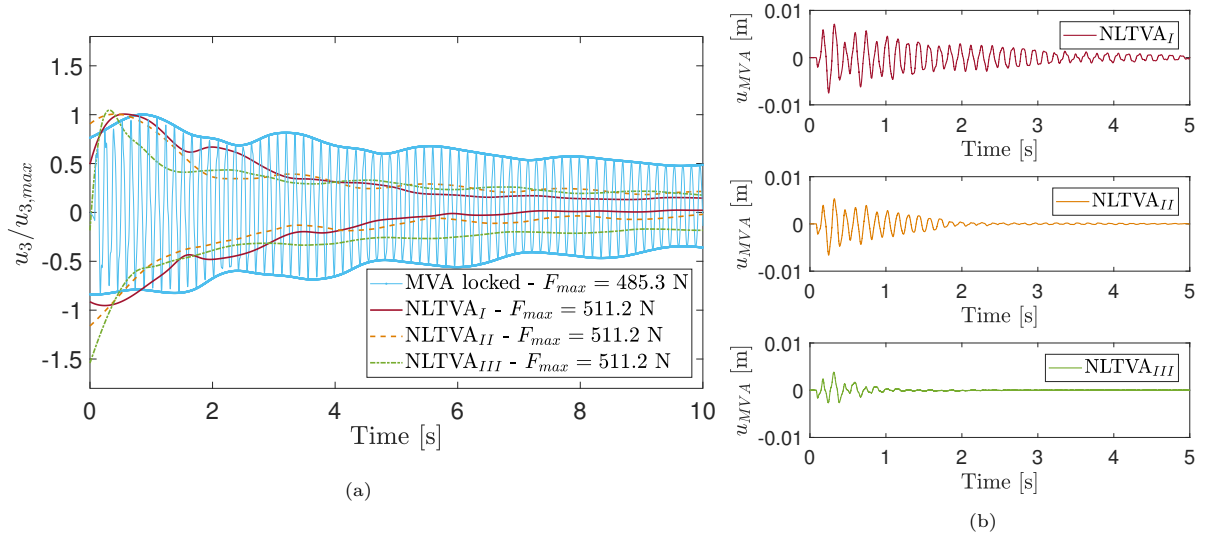 1.5
1
0.5
0
-0.5
-1
-1.5
u3/u3,max
0 2 4 6 8 10
Time [s]
MVA locked - Fmax = 485.3 N
NLTVAI - Fmax = 511.2 N
NLTVAII - Fmax = 511.2 N
NLTVAIII - Fmax = 511.2 N
(a)
0.01
0
-0.01
uMVA [m]
NLTVAI
0 1 2 3 4 5
Time [s]
0.01
0
-0.01
uMVA [m]
NLTVAII
0 1 2 3 4 5
Time [s]
0.01
0
-0.01
uMVA [m]
NLTVAIII
0 1 2 3 4 5
Time [s]
(b)